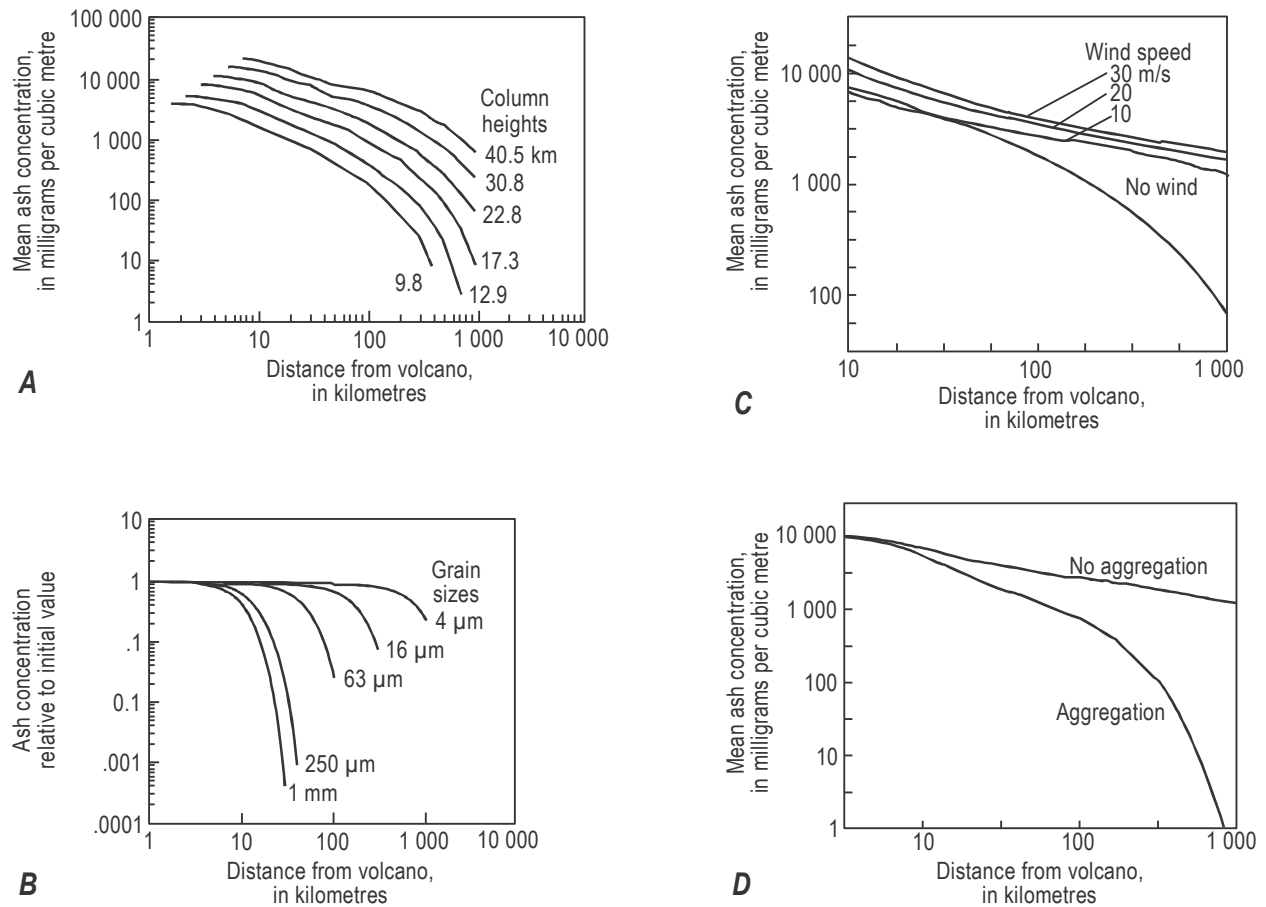 100 000
10 000
1 000
100
10
1
Mean ash concentration,
in milligrams per cubic metre
Column
heights
40.5 km
30.8
22.8
17.3
12.9
9.8
1
10
100
1 000
10 000
Distance from volcano,
in kilometres
A
10 000
1 000
100
Mean ash concentration,
in milligrams per cubic metre
Wind speed
30 m/s
20
10
No wind
10
100
1 000
Distance from volcano,
in kilometres
C
10
1
.1
0.1
.001
.0001
Ash concentration
relative to initial value
Grain
sizes
4 µm
16 µm
63 µm
250 µm
1 mm
1
10
100
1 000
10 000
Distance from volcano,
in kilometres
B
10 000
1 000
100
10
1
Mean ash concentration,
in milligrams per cubic metre
No aggregation
Aggregation
10
100
1 000
Distance from volcano,
in kilometres
D